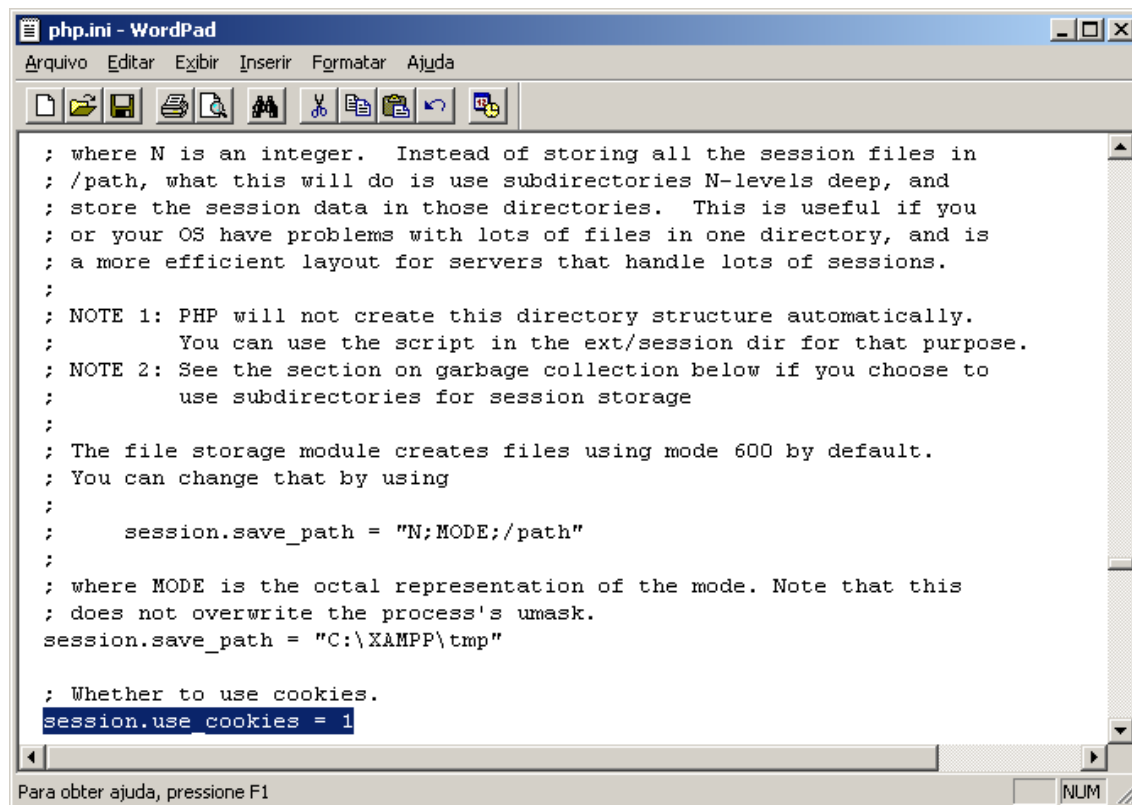 php.ini - WordPad
Arquivo Editar Exibir Inserir Formatar Ajuda
; where N is an integer.  Instead of storing all the session files in
; /path, what this will do is use subdirectories N-levels deep, and
; store the session data in those directories.  This is useful if you
; or your OS have problems with lots of files in one directory, and is
; a more efficient layout for servers that handle lots of sessions.
;
; NOTE 1: PHP will not create this directory structure automatically.
;         You can use the script in the ext/session dir for that purpose.
; NOTE 2: See the section on garbage collection below if you choose to
;         use subdirectories for session storage
;
; The file storage module creates files using mode 600 by default.
; You can change that by using
;
;     session.save_path = "N;MODE;/path"
;
; where MODE is the octal representation of the mode. Note that this
; does not overwrite the process's umask.
session.save_path = "C:\XAMPP\tmp"
; Whether to use cookies.
session.use_cookies = 1
Para obter ajuda, pressione F1
NUM